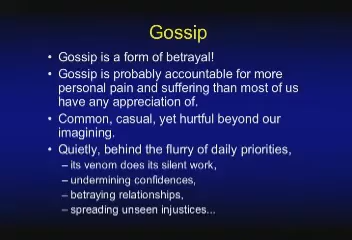 Gossip
• Gossip is a form of betrayal!
• Gossip is probably accountable for more
personal pain and suffering than most of us
have any appreciation of.
• Common, casual, yet hurtful beyond our
imagining.
• Quietly, behind the flurry of daily priorities,
– its venom does its silent work,
– undermining confidences,
– betraying relationships,
– spreading unseen injustices...